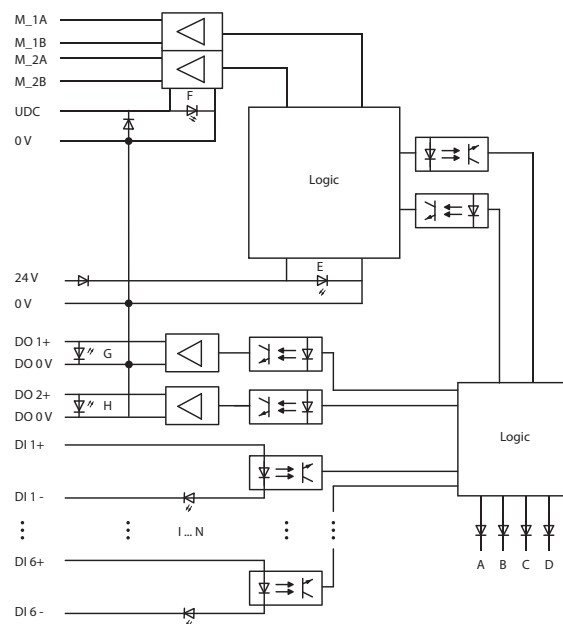 M_1A
M_1B
M_2A
M_2B
F
UDC
0 V
Logic
E
24 V
0 V
DO 1+
G
DO 0 V
DO 2+
H
DO 0 V
Logic
DI 1+
DI 1 -
I ... N
A B C D
DI 6+
DI 6 -